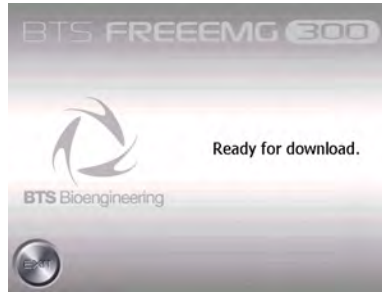 BTS FREEEMG 300
Ready for download.
BTS Bioengineering
EXIT